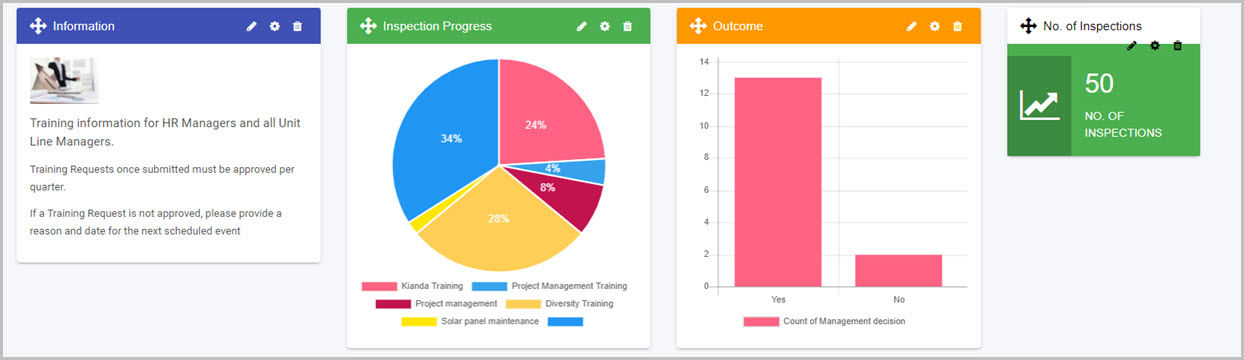 Information
Training information for HR Managers and all Unit
Line Managers.
Training Requests once submitted must be approved per
quarter.
If a Training Request is not approved, please provide a
reason and date for the next scheduled event
Inspection Progress
24%
34%
4%
8%
28%
Kianda Training
Project Management Training
Project management
Diversity Training
Solar panel maintenance
Outcome
14
12
10
8
6
4
2
0
Yes No
Count of Management decision
No. of Inspections
50
NO. OF
INSPECTIONS